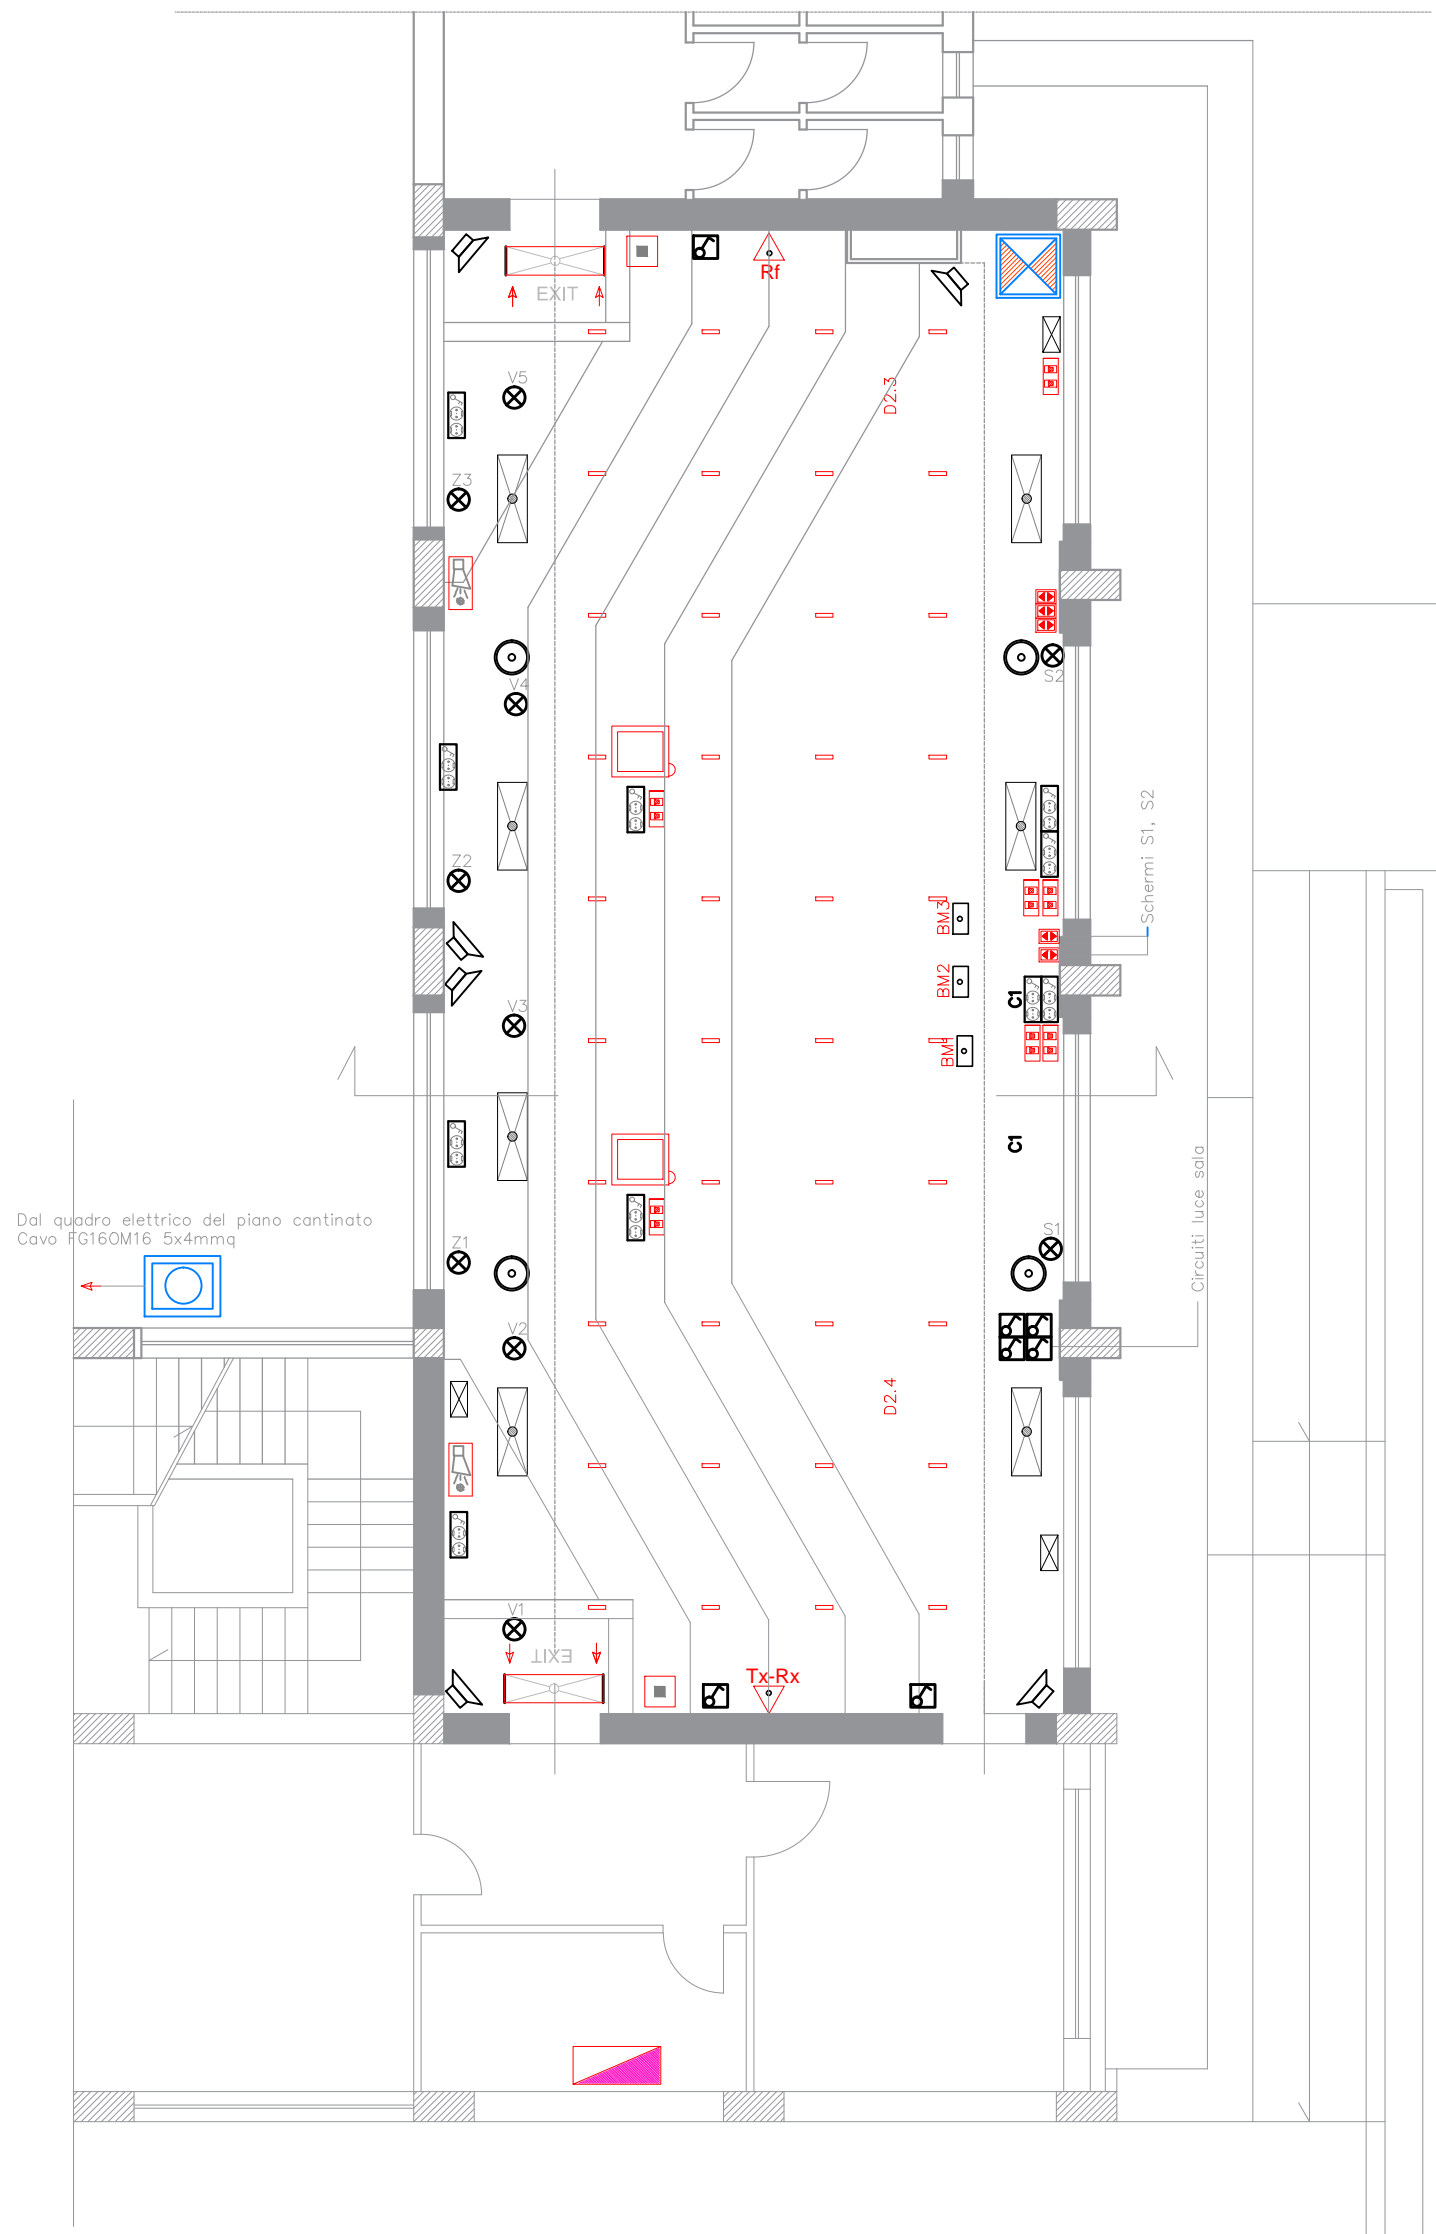 Rf
EXIT
V5
D2.3
Z3
S2
V4
Schermi S1, S2
Z2
BM3
BM2
C1
V3
BM1
C1
Circuiti luce sala
Dal quadro elettrico del piano cantinato
Cavo FG16OM16 5x4mmq
S1
Z1
V2
D2.4
V1
EXIT
Tx-Rx